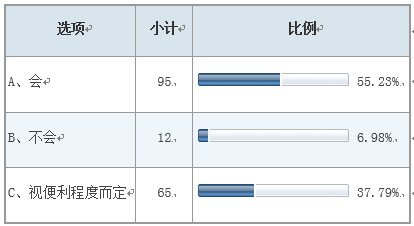 选项 小计 比例
A、会 95 55.23%
B、不会 12 6.98%
C、视便利程度而定 65 37.79%